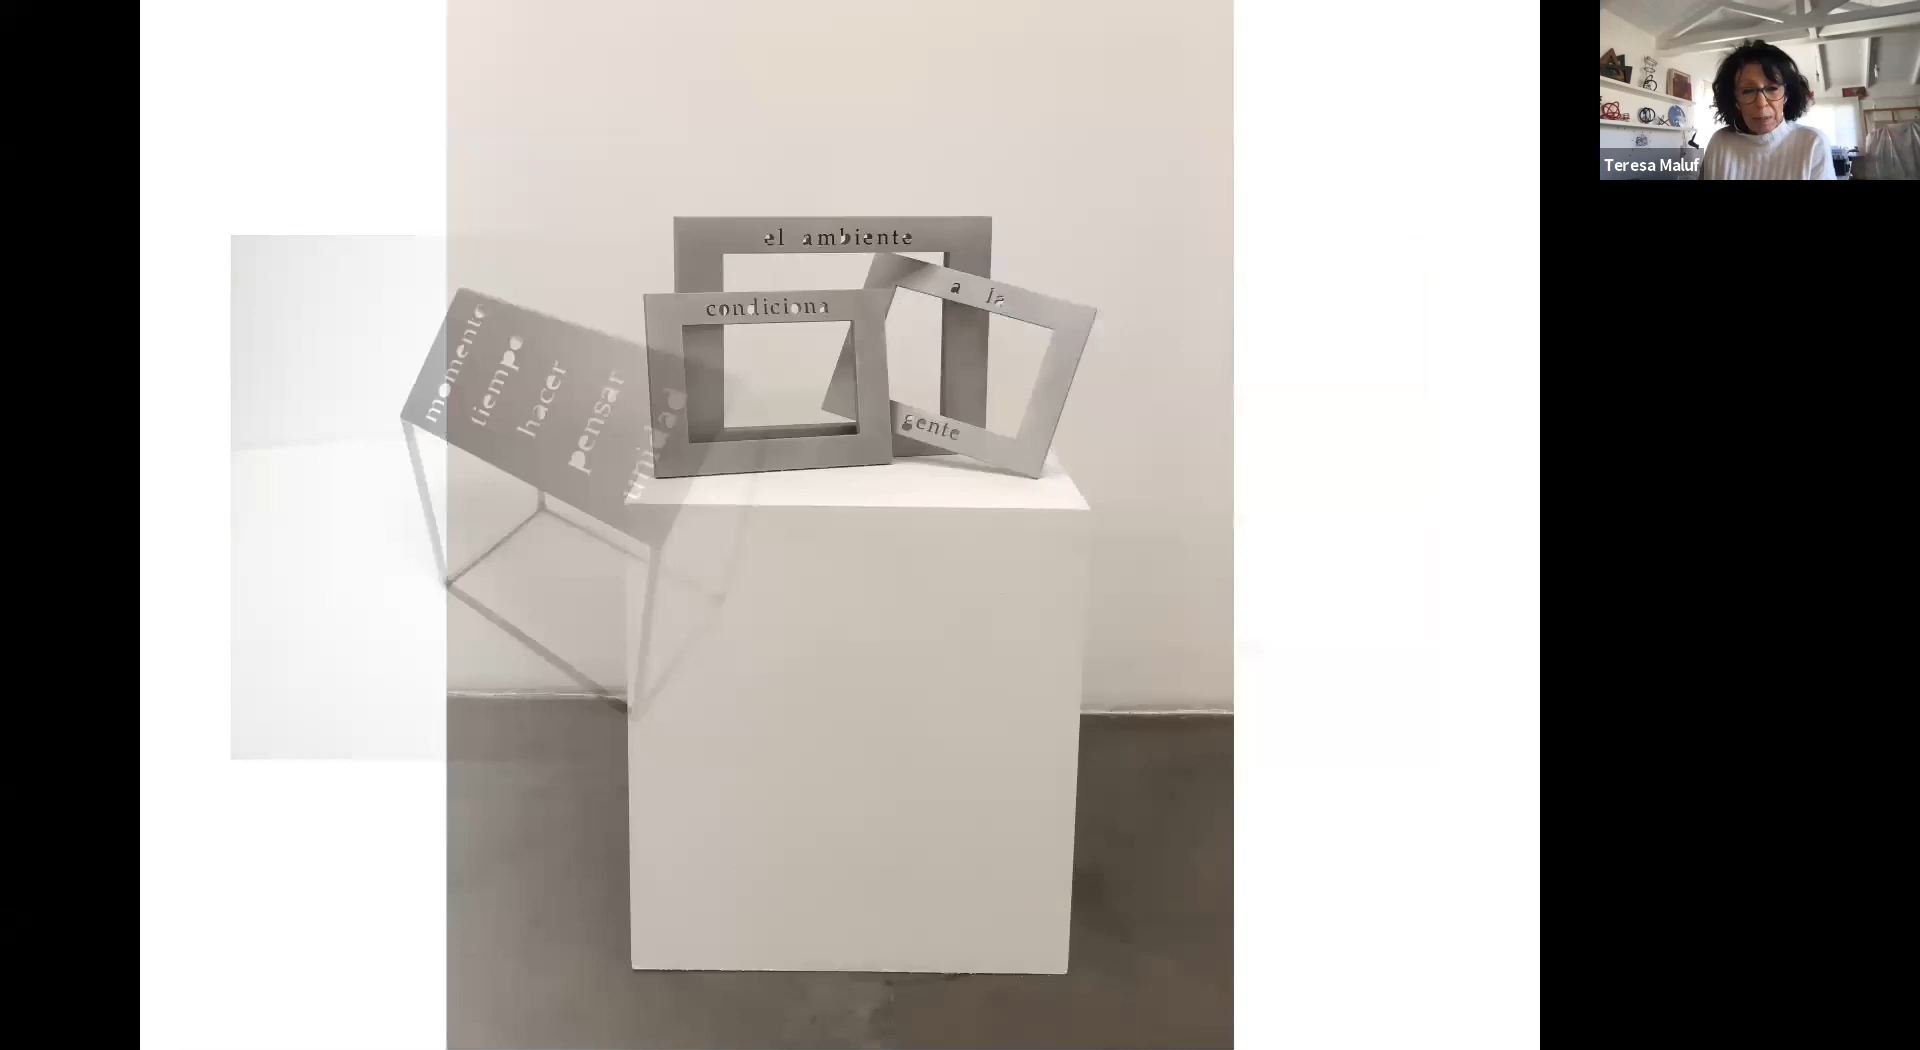 el ambiente
condiciona
a la
gente
momento
tiempo
hacer
pensar
unidad
Teresa Maluf